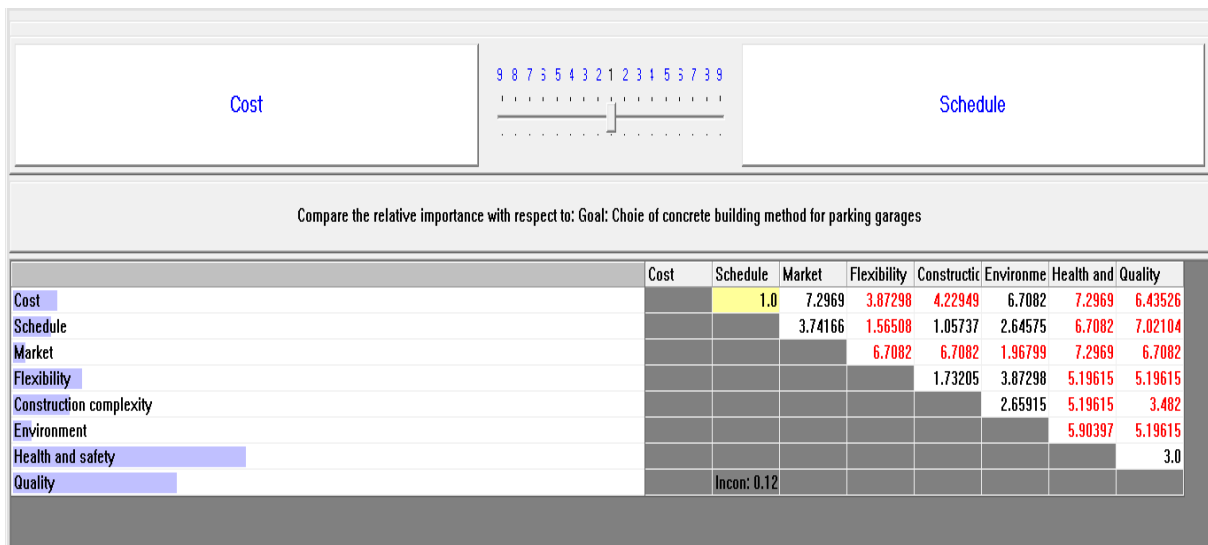 9 8 7 6 5 4 3 2 1 2 3 4 5 6 7 8 9
Cost Schedule
Compare the relative importance with respect to: Goal: Choie of concrete building method for parking garages
Cost Schedule Market Flexibility Constructic Environme Health and Quality
Cost 1.0 7.2969 3.87298 4.22949 6.7082 7.2969 6.43526
Schedule 3.74166 1.56508 1.05737 2.64575 6.7082 7.02104
Market 6.7082 6.7082 1.96799 7.2969 6.7082
Flexibility 1.73205 3.87298 5.19615 5.19615
Construction complexity 2.65915 5.19615 3.482
Environment 5.90397 5.19615
Health and safety 3.0
Quality Incon: 0.12